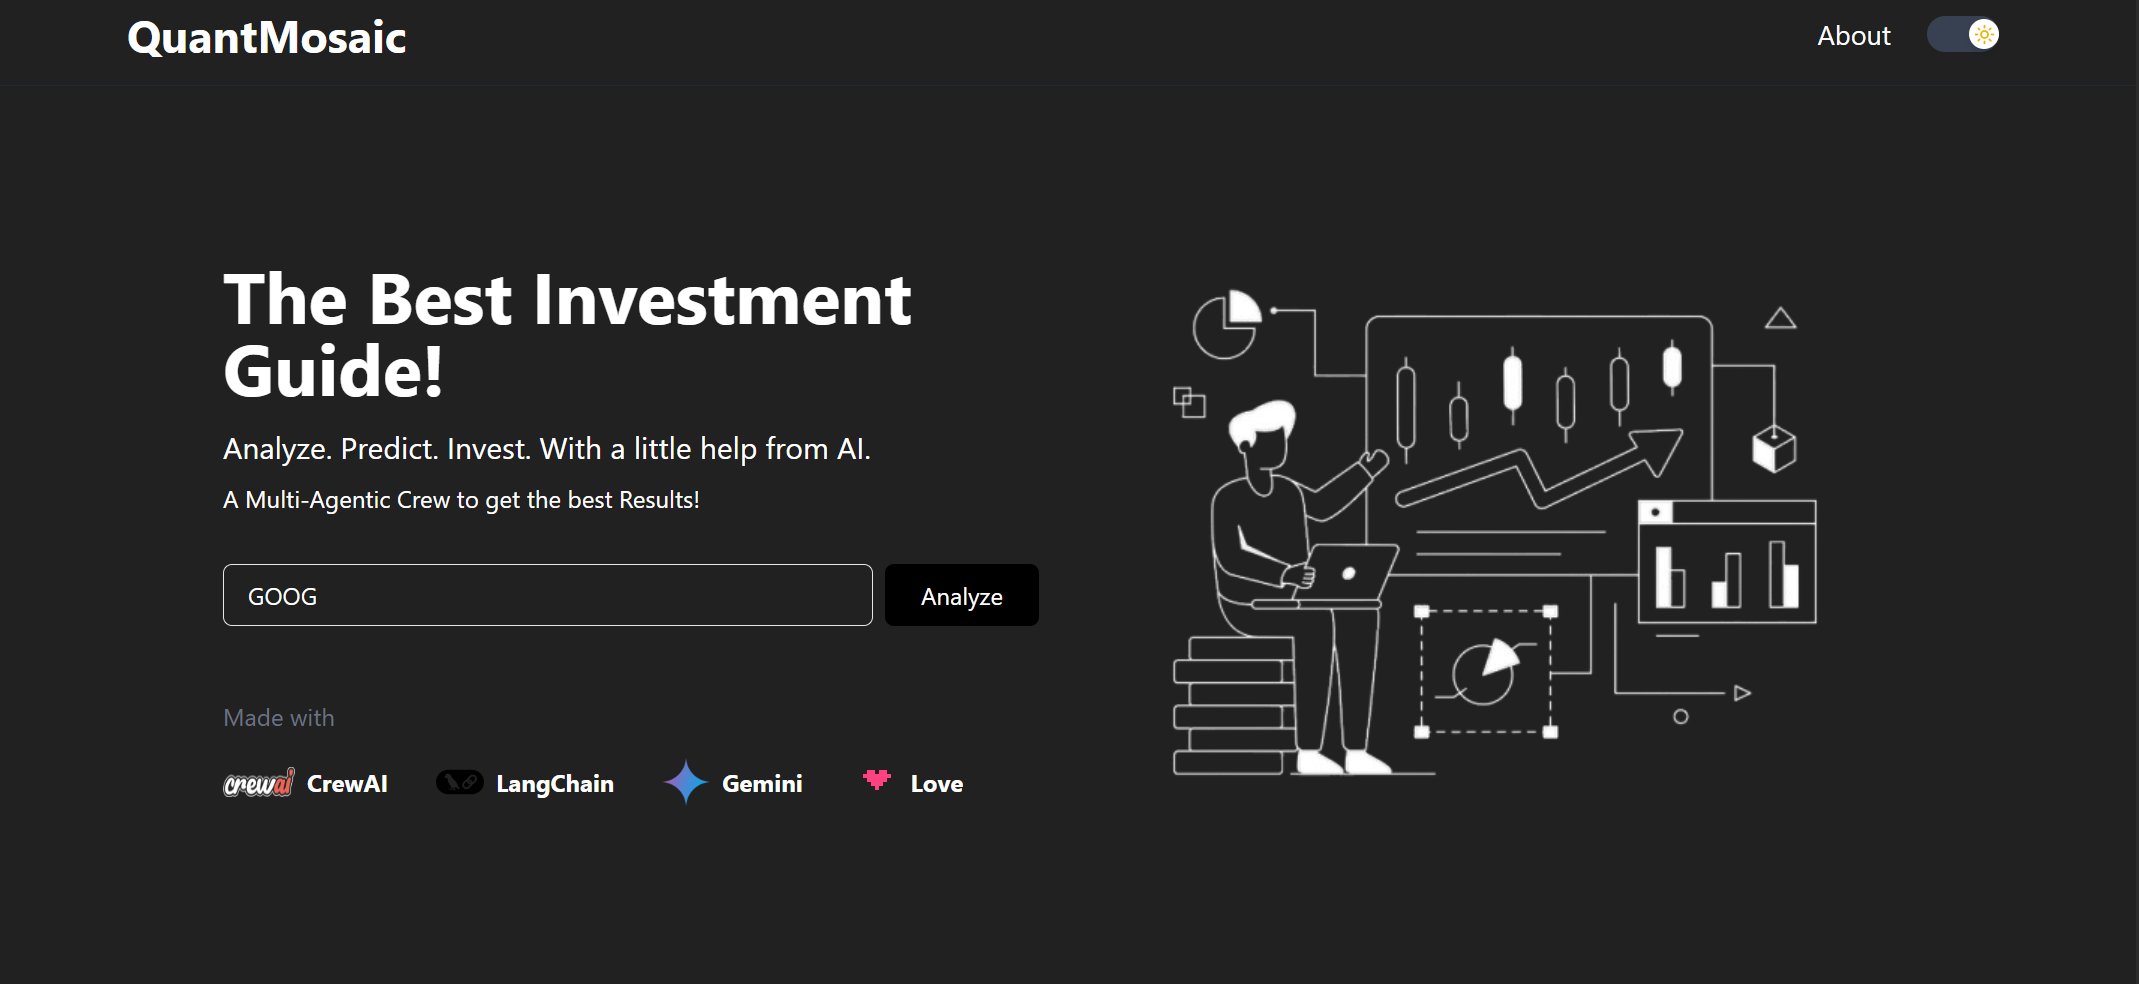 QuantMosaic
About
The Best Investment
Guide!
Analyze. Predict. Invest. With a little help from AI.
A Multi-Agentic Crew to get the best Results!
GOOG
Analyze
Made with
crewai CrewAI
LangChain
Gemini
Love